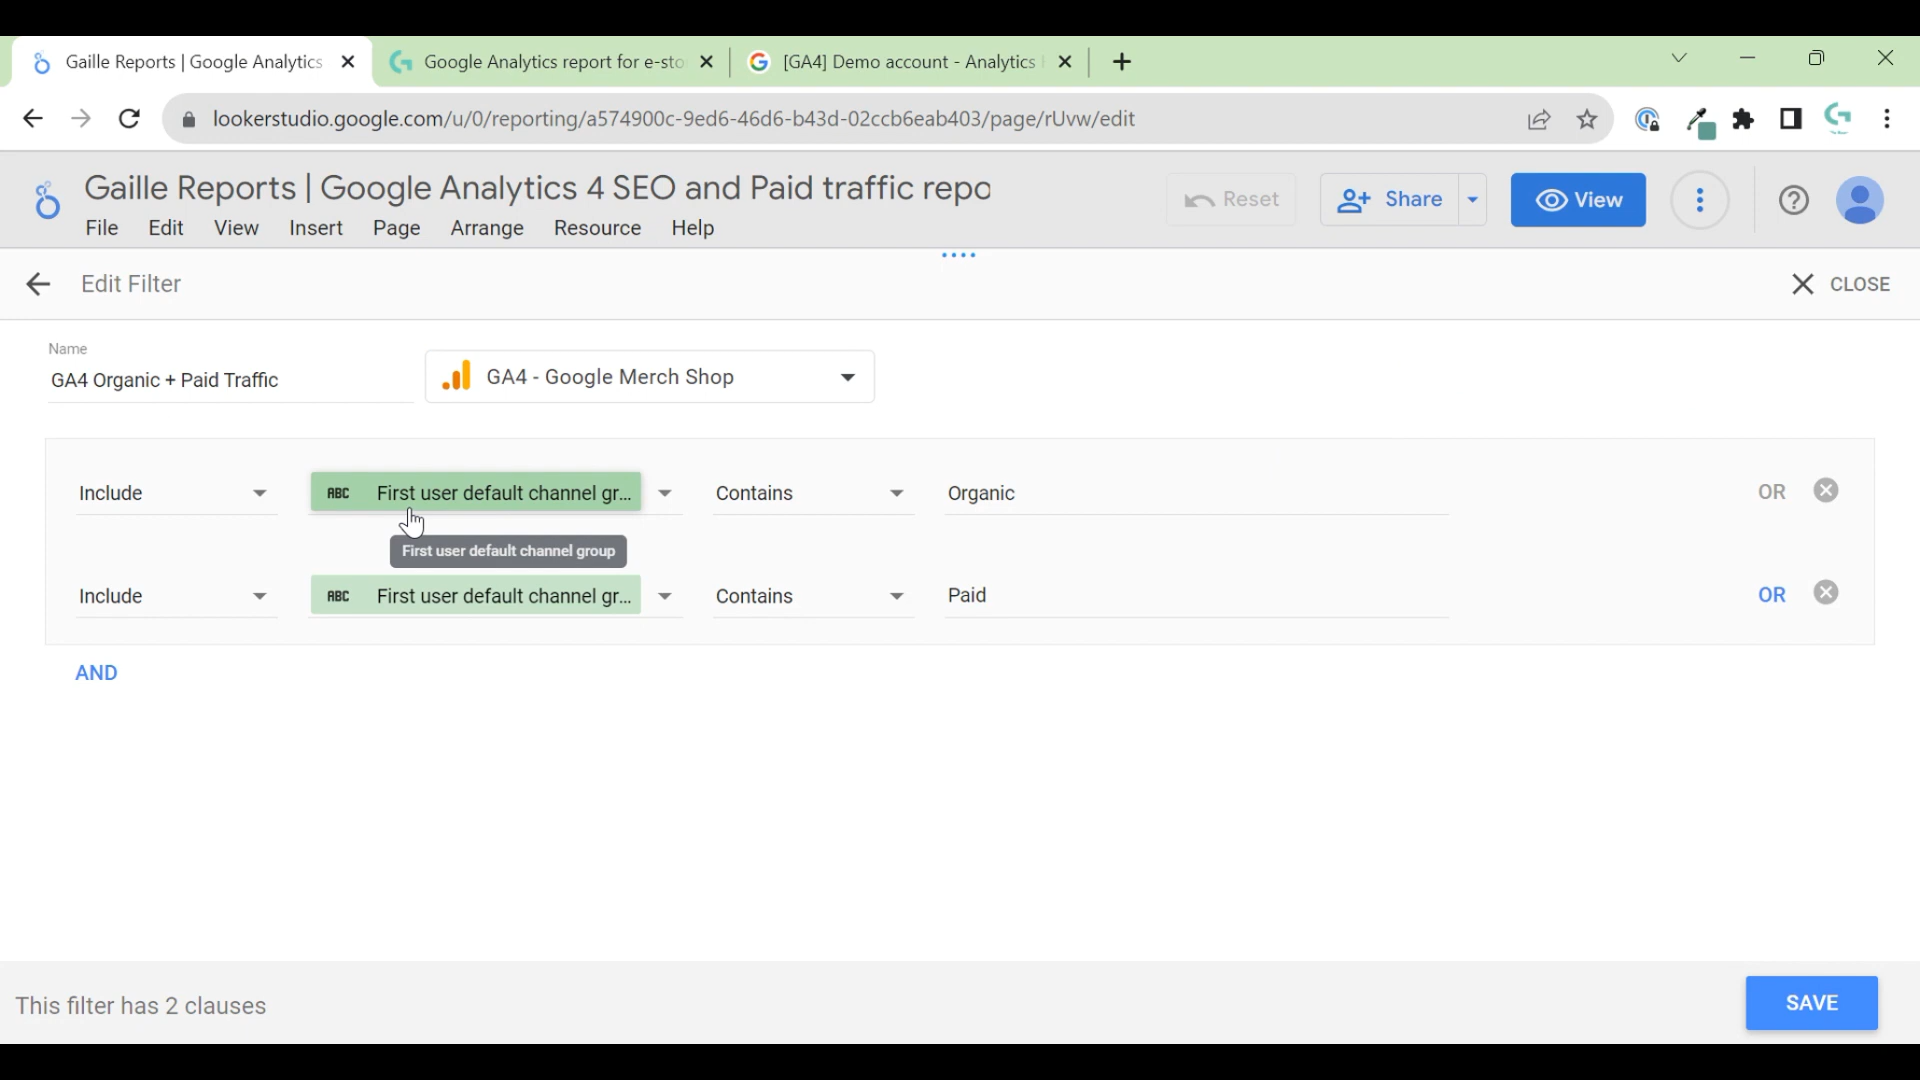 Gaille Reports | Google Analytics
Google Analytics report for e-sto
[GA4] Demo account - Analytics
lookerstudio.google.com/u/0/reporting/a574900c-9ed6-46d6-b43d-02ccb6eab403/page/rUvw/edit
Gaille Reports | Google Analytics 4 SEO and Paid traffic repo
Reset
Share
View
File Edit View Insert Page Arrange Resource Help
Edit Filter
CLOSE
Name
GA4 Organic + Paid Traffic
GA4 - Google Merch Shop
Include ABC First user default channel gr... Contains Organic OR
First user default channel group
Include ABC First user default channel gr... Contains Paid OR
AND
This filter has 2 clauses
SAVE